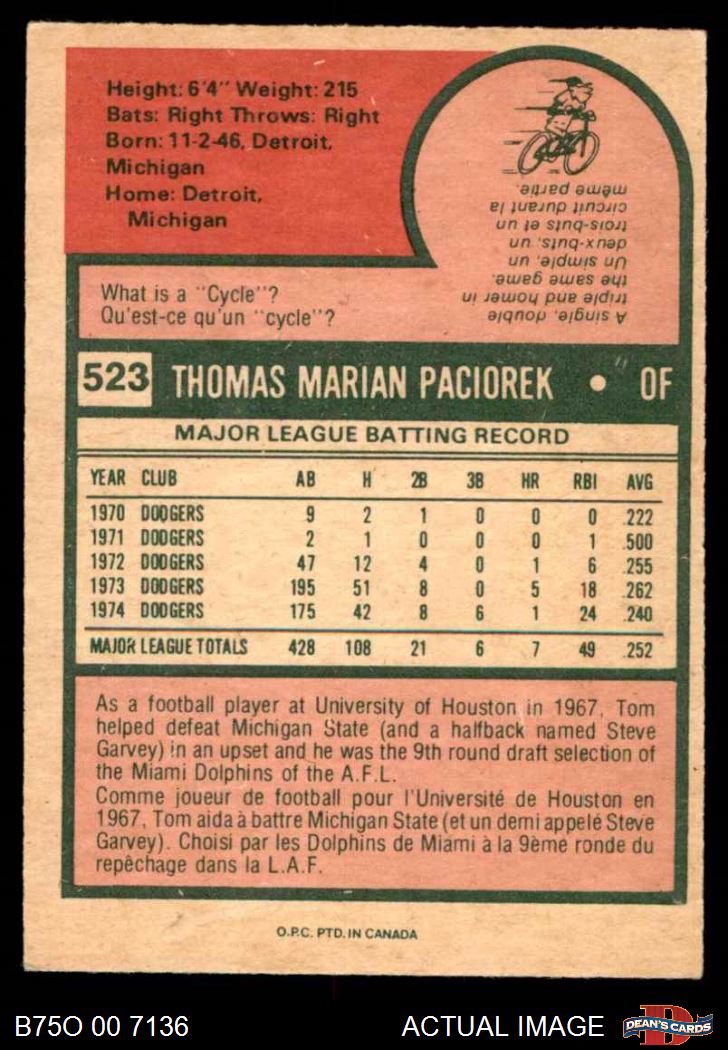 Height: 6'4" Weight: 215
Bats: Right Throws: Right
Born: 11-2-46, Detroit,
Michigan
Home: Detroit,
Michigan
What is a "Cycle"?
Qu'est-ce qu'un "cycle"?
A single, double,
triple and homer in
the same game.
Un simple, un
deux-buts, un
trois-buts et un
circuit durant la
même partie.
523 THOMAS MARIAN PACIOREK • OF
MAJOR LEAGUE BATTING RECORD
YEAR CLUB AB H 2B 3B HR RBI AVG
1970 DODGERS 9 2 1 0 0 0 .222
1971 DODGERS 2 1 0 0 0 1 .500
1972 DODGERS 47 12 4 0 1 6 .255
1973 DODGERS 195 51 8 0 5 18 .262
1974 DODGERS 175 42 8 6 1 24 .240
MAJOR LEAGUE TOTALS 428 108 21 6 7 49 .252
As a football player at University of Houston in 1967, Tom
helped defeat Michigan State (and a halfback named Steve
Garvey) in an upset and he was the 9th round draft selection of
the Miami Dolphins of the A.F.L.
Comme joueur de football pour l'Université de Houston en
1967, Tom aida à battre Michigan State (et un demi appelé Steve
Garvey). Choisi par les Dolphins de Miami à la 9ème ronde du
repêchage dans la L.A.F.
O.P.C. PTD. IN CANADA
B75O 00 7136 ACTUAL IMAGE D DEAN'S CARDS